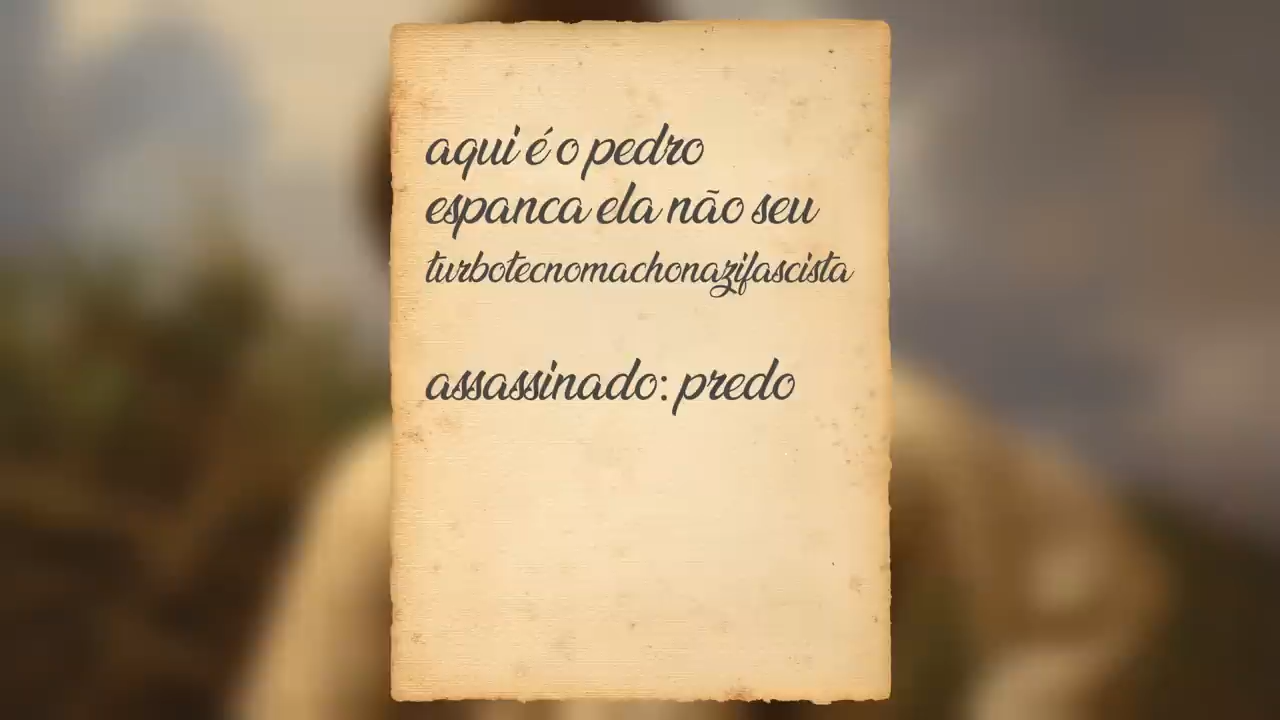 aqui é o pedro
espanca ela não seu
turbotecnomachonazifascista
assassinado: predo